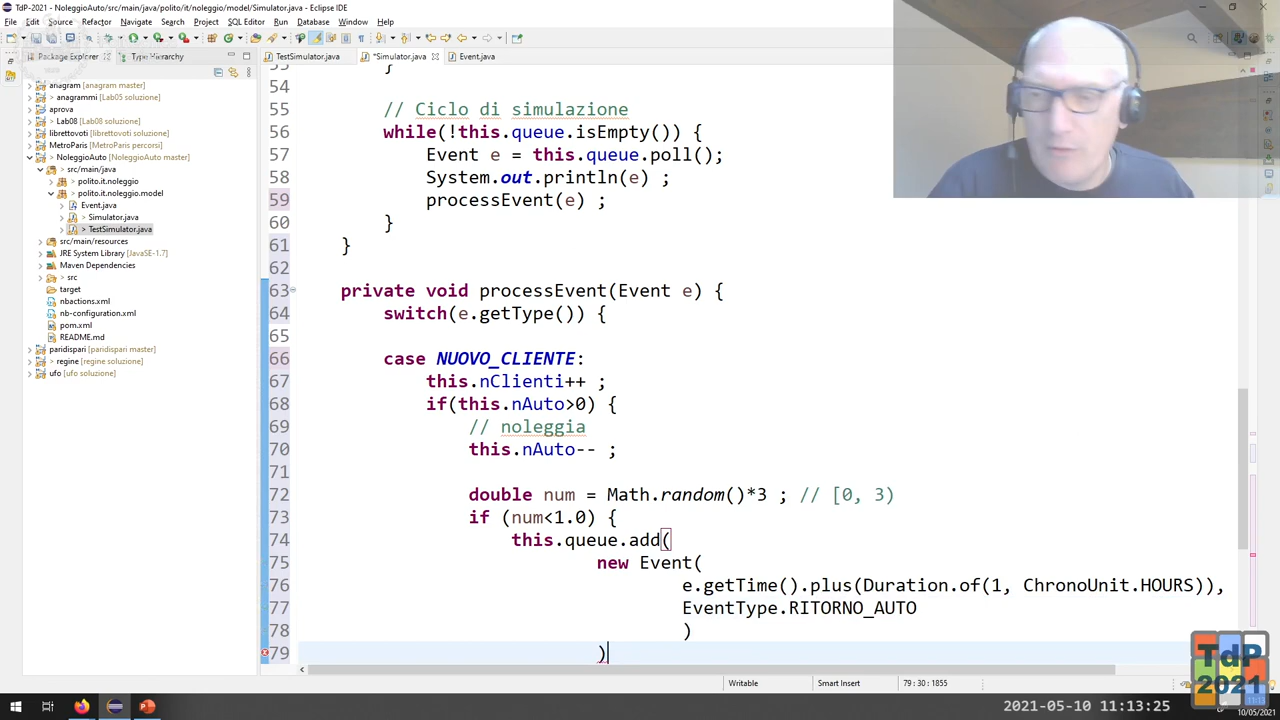 TdP-2021 - NoleggioAuto/src/main/java/polito/it/noleggio/model/Simulator.java - Eclipse IDE
File Edit Source Refactor Navigate Search Project SQL Editor Run Database Window Help
Package Explorer Type Hierarchy
TestSimulator.java *Simulator.java Event.java
anagram [anagram master]
> anagrammi [Lab05 soluzione]
aprova
> Lab08 [Lab08 soluzione]
librettovoti [librettovoti soluzione]
MetroParis [MetroParis percorsi]
> NoleggioAuto [NoleggioAuto master]
> src/main/java
> polito.it.noleggio
> polito.it.noleggio.model
> Event.java
> Simulator.java
> TestSimulator.java
src/main/resources
JRE System Library [JavaSE-1.7]
Maven Dependencies
> src
target
nbactions.xml
nb-configuration.xml
pom.xml
README.md
paridispari [paridispari master]
> regine [regine soluzione]
ufo [ufo soluzione]
53 }
54
55 // Ciclo di simulazione
56 while(!this.queue.isEmpty()) {
57 Event e = this.queue.poll();
58 System.out.println(e) ;
59 processEvent(e) ;
60 }
61 }
62
63 private void processEvent(Event e) {
64 switch(e.getType()) {
65
66 case NUOVO_CLIENTE:
67 this.nClienti++ ;
68 if(this.nAuto>0) {
69 // noleggia
70 this.nAuto-- ;
71
72 double num = Math.random()*3 ; // [0, 3)
73 if (num<1.0) {
74 this.queue.add(
75 new Event(
76 e.getTime().plus(Duration.of(1, ChronoUnit.HOURS)),
77 EventType.RITORNO_AUTO
78 )
79 )
Writable Smart Insert 79 : 30 : 1855
TdP
2021
2021-05-10 11:13:25
11:13
10/05/2021